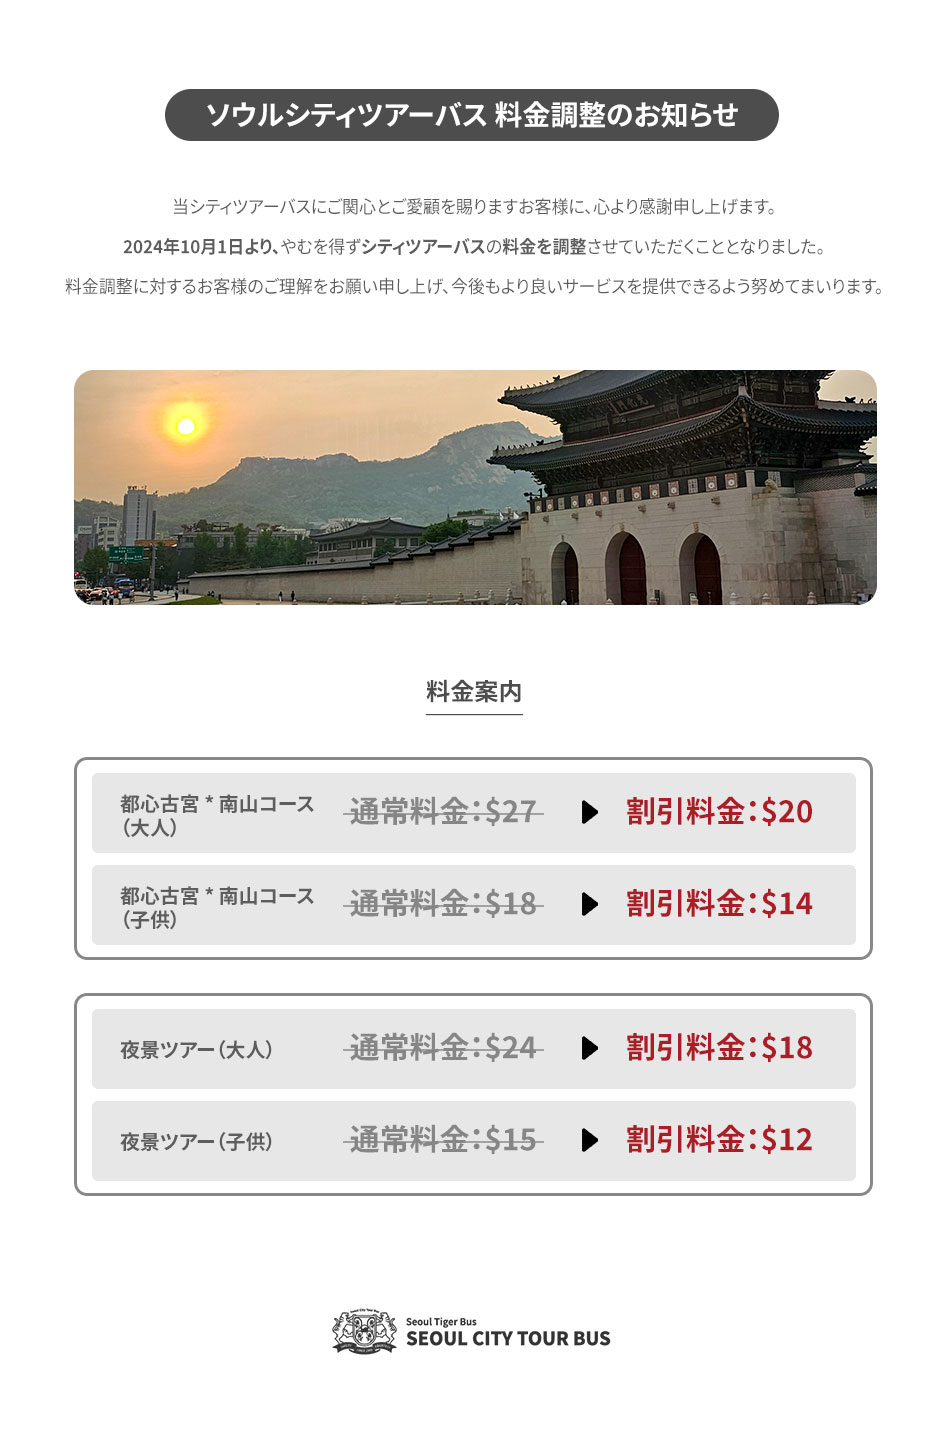 ソウルシティツアーバス 料金調整のお知らせ
当シティツアーバスにご関心とご愛顧を賜りますお客様に、心より感謝申し上げます。
2024年10月1日より、やむを得ずシティツアーバスの料金を調整させていただくこととなりました。
料金調整に対するお客様のご理解をお願い申し上げ、今後もより良いサービスを提供できるよう努めてまいります。
料金案内
都心古宮 * 南山コース
（大人）
通常料金：$27
割引料金：$20
都心古宮 * 南山コース
（子供）
通常料金：$18
割引料金：$14
夜景ツアー（大人）
通常料金：$24
割引料金：$18
夜景ツアー（子供）
通常料金：$15
割引料金：$12
Seoul City Tour Bus
Seoul Tiger Bus
SEOUL CITY TOUR BUS